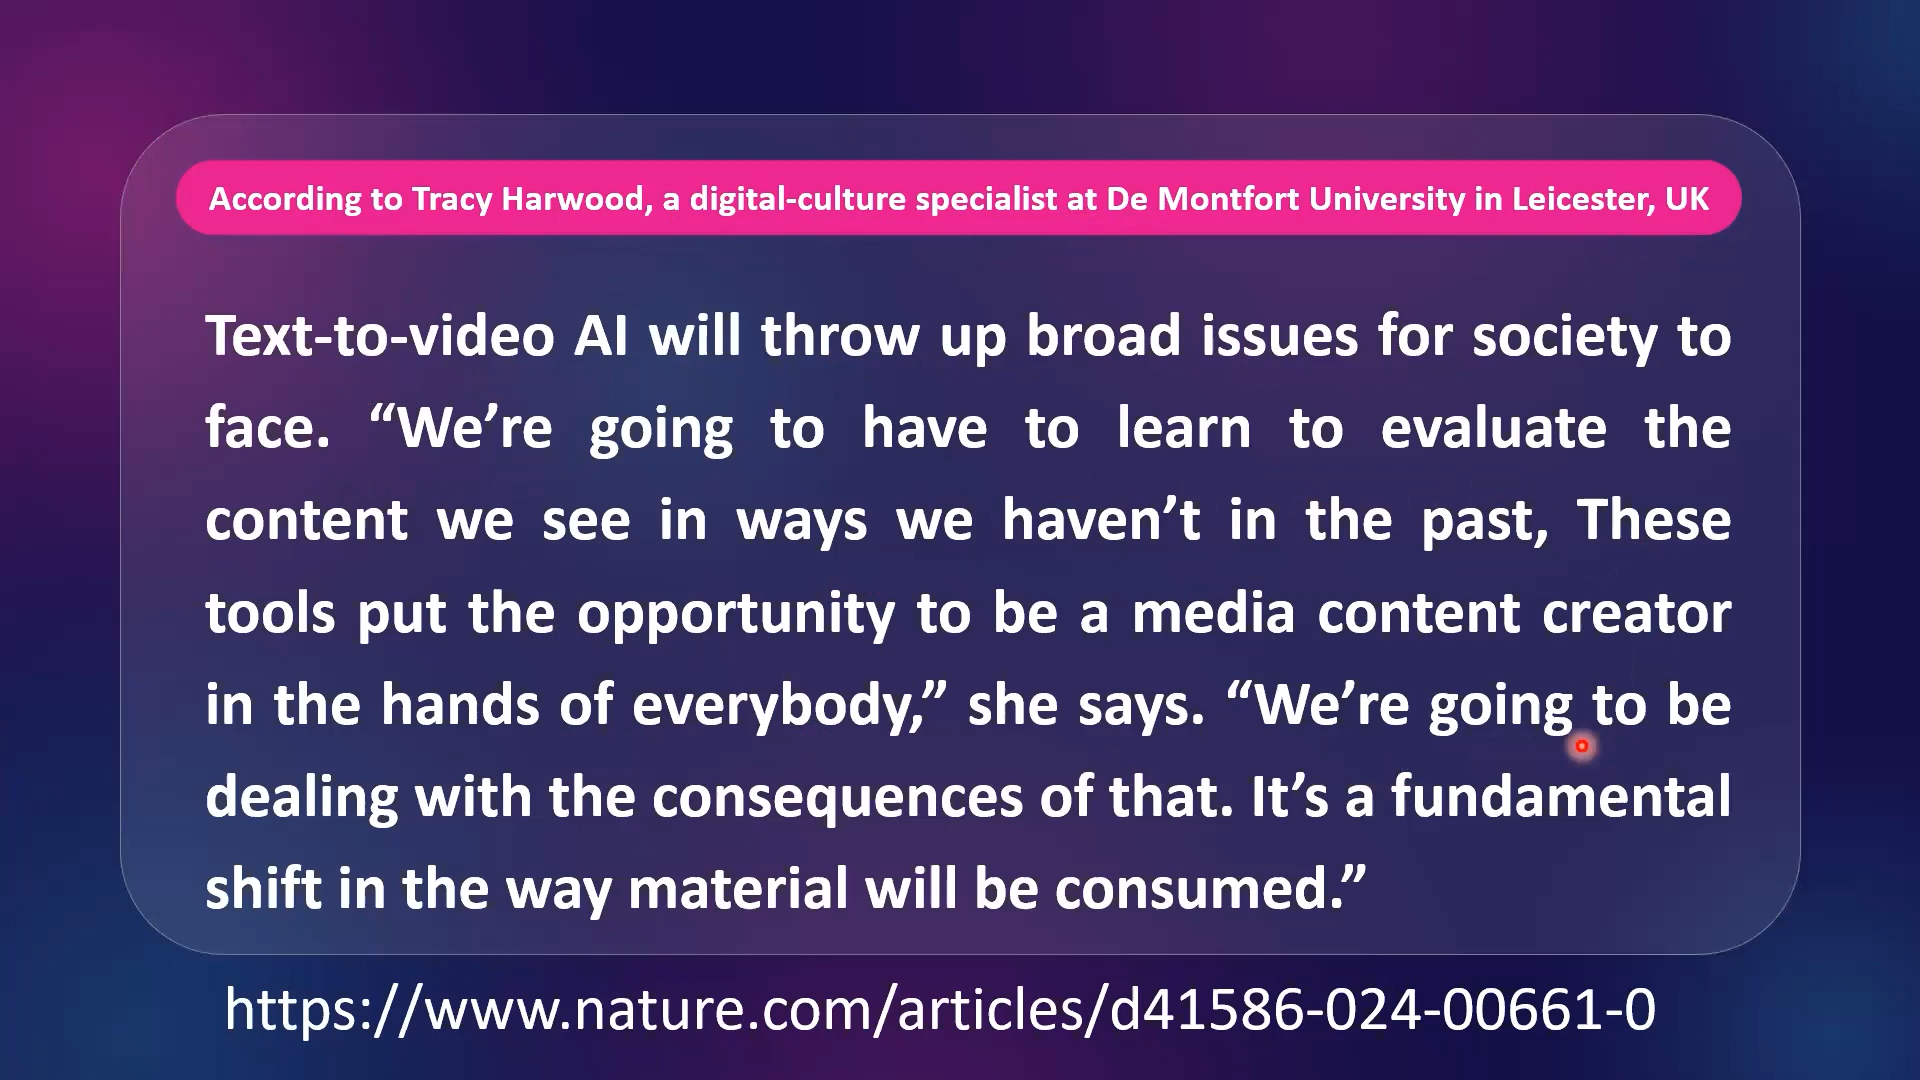 According to Tracy Harwood, a digital-culture specialist at De Montfort University in Leicester, UK
Text-to-video AI will throw up broad issues for society to
face. “We’re going to have to learn to evaluate the
content we see in ways we haven’t in the past, These
tools put the opportunity to be a media content creator
in the hands of everybody,” she says. “We’re going to be
dealing with the consequences of that. It’s a fundamental
shift in the way material will be consumed.”
https://www.nature.com/articles/d41586-024-00661-0